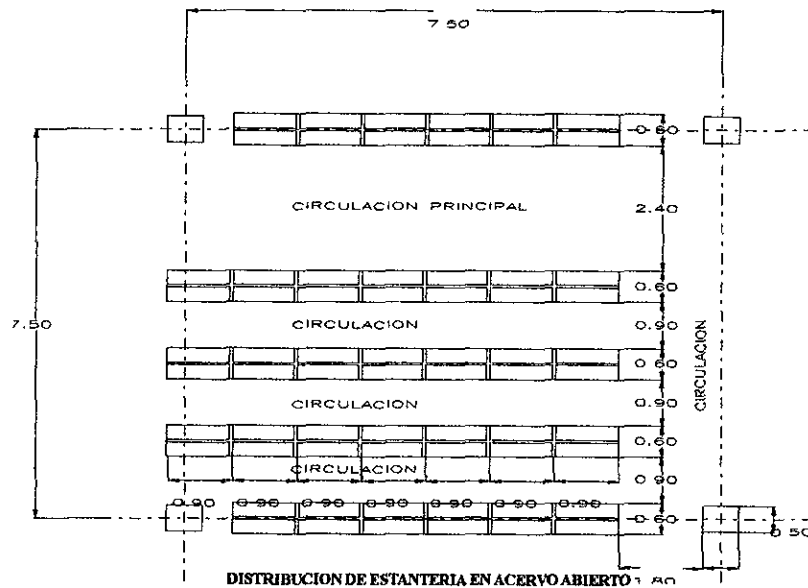 7.50
0.60
CIRCULACION PRINCIPAL
2.40
0.60
CIRCULACION
0.90
7.50
0.60
CIRCULACION
CIRCULACION
0.90
0.60
CIRCULACION
0.90
0.90 0.90 0.90 0.90 0.90 0.90 0.90
0.60
0.50
1.80
DISTRIBUCION DE ESTANTERIA EN ACERVO ABIERTO